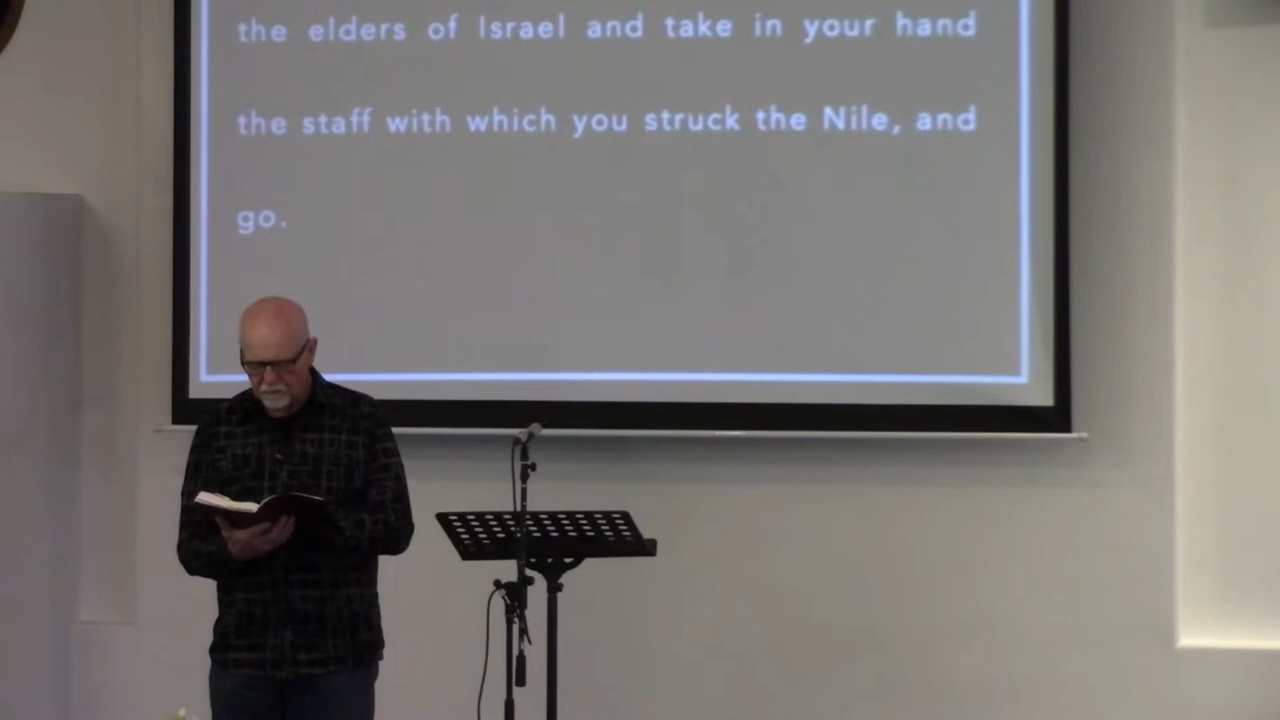 the elders of Israel and take in your hand
the staff with which you struck the Nile, and
go.